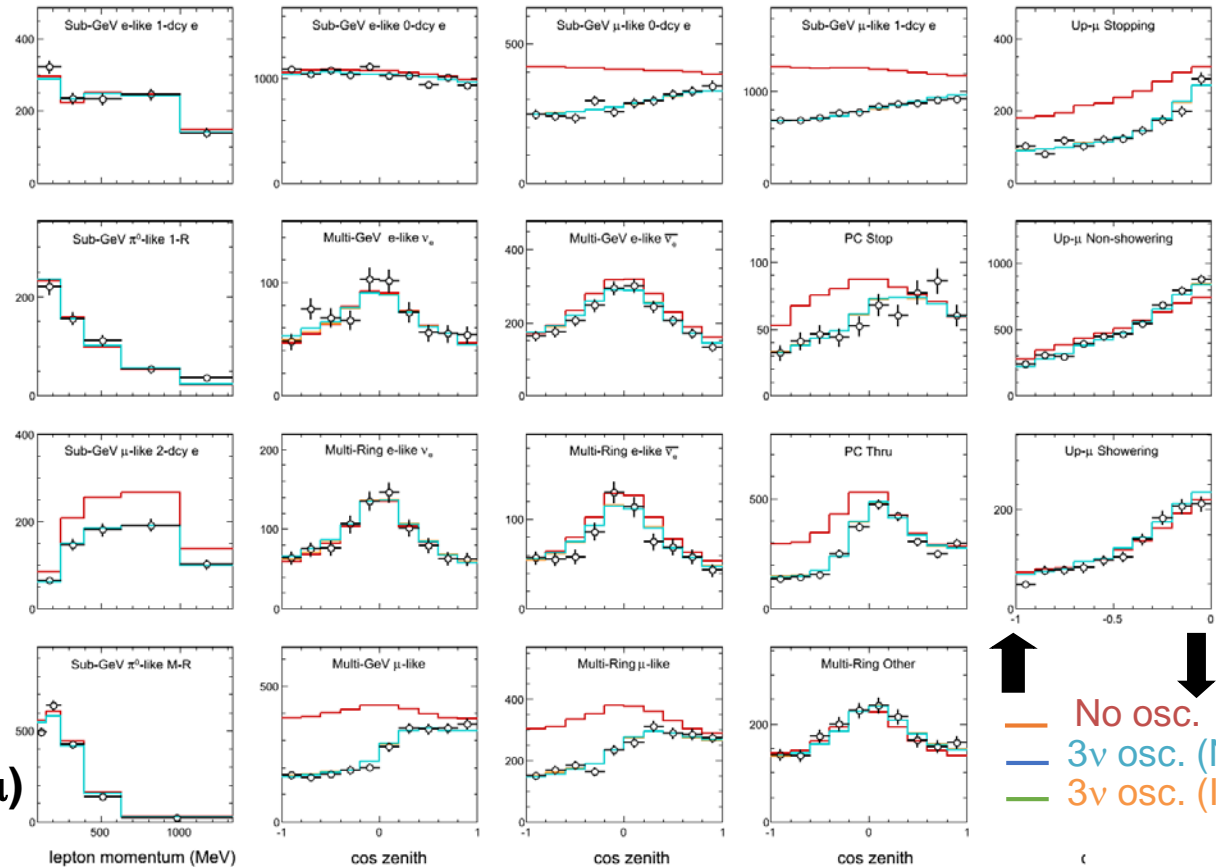 Sub-GeV e-like 1-dcy e
Sub-GeV e-like 0-dcy e
Sub-GeV μ-like 0-dcy e
Sub-GeV μ-like 1-dcy e
Up-μ Stopping
400
200
0
1000
0
500
0
1000
0
400
200
0
Sub-GeV π⁰-like 1-R
Multi-GeV e-like νₑ
Multi-GeV e-like ν̅ₑ
PC Stop
Up-μ Non-showering
200
0
100
0
400
200
0
100
50
0
1000
500
0
Sub-GeV μ-like 2-dcy e
Multi-Ring e-like νₑ
Multi-Ring e-like ν̅ₑ
PC Thru
Up-μ Showering
400
200
0
200
100
0
100
0
500
0
400
200
0
-1 -0.5 0
Sub-GeV π⁰-like M-R
Multi-GeV μ-like
Multi-Ring μ-like
Multi-Ring Other
500
0
500
0
400
200
0
200
0
No osc.
3ν osc. (
3ν osc. (I
)
500 1000
-1 0 1
-1 0 1
-1 0 1
lepton momentum (MeV)
cos zenith
cos zenith
cos zenith